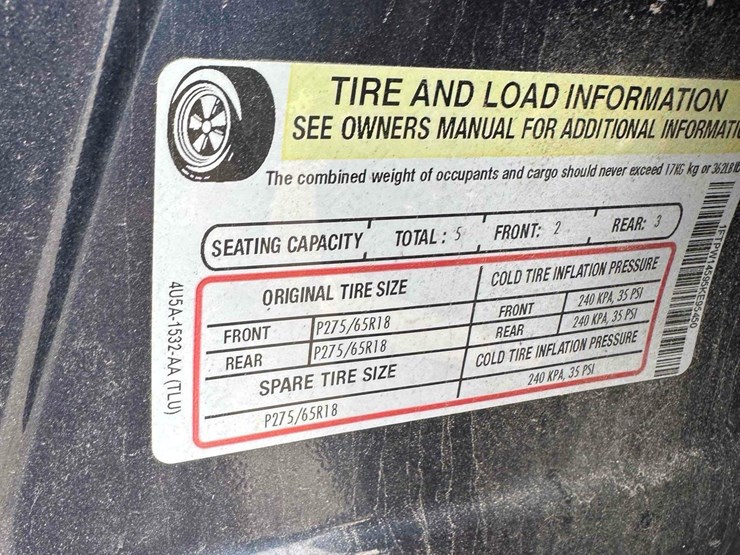 TIRE AND LOAD INFORMATION
SEE OWNERS MANUAL FOR ADDITIONAL
The combined weight of occupants and cargo should never exceed 17KG kg or
SEATING CAPACITY TOTAL: 5 FRONT: 2 REAR: 3
ORIGINAL TIRE SIZE COLD TIRE INFLATION PRESSURE
FRONT P275/65R18 FRONT 240 KPA, 35 PSI
REAR P275/65R18 REAR 240 KPA, 35 PSI
SPARE TIRE SIZE COLD TIRE INFLATION PRESSURE
P275/65R18 240 KPA, 35 PSI
4U5A-1532-AA (TLU)